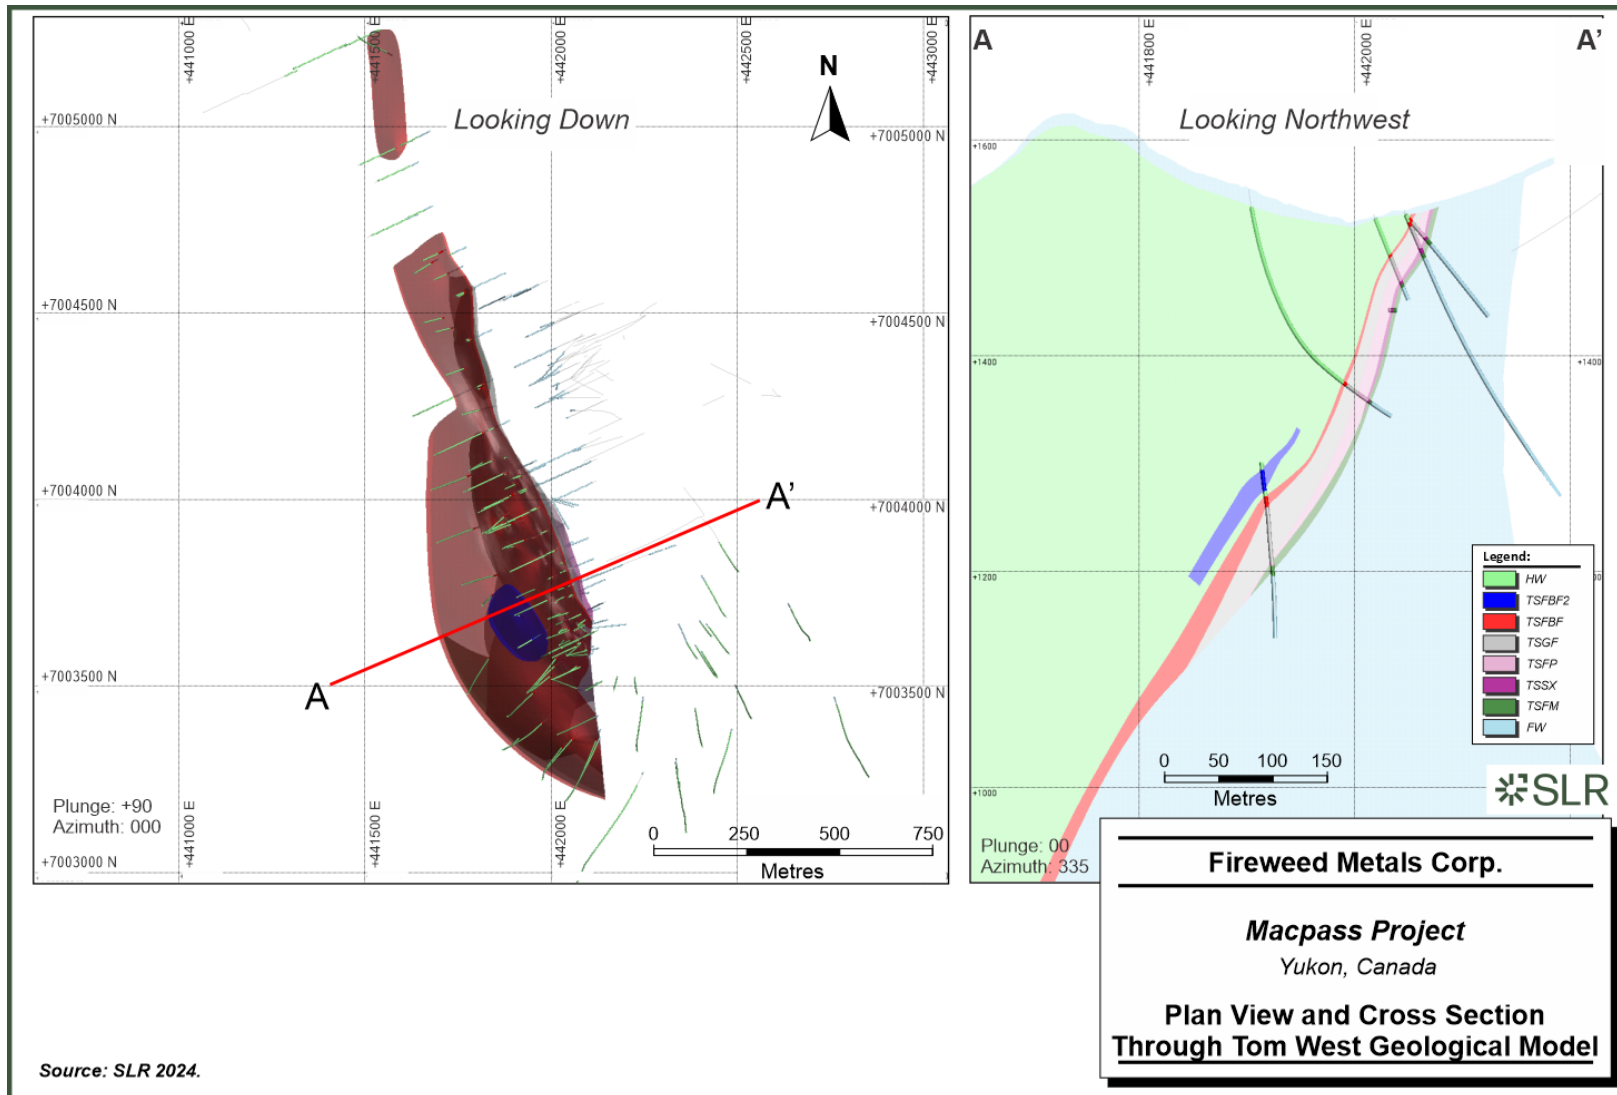 +441000 E
+441500 E
+442000 E
+442500 E
+443000 E
N
Looking Down
+7005000 N
+7005000 N
+7004500 N
+7004500 N
+7004000 N
+7004000 N
A'
A
+7003500 N
+7003500 N
Plunge: +90
Azimuth: 000
+7003000 N
+441000 E
+441500 E
+442000 E
0 250 500 750
Metres
A
A'
+441800 E
+442000 E
Looking Northwest
+1600
+1400
+1400
+1200
+1000
Legend:
HW
TSFBF2
TSFBF
TSGF
TSFP
TSSX
TSFM
FW
0 50 100 150
Metres
Plunge: 00
Azimuth: 335
SLR
Fireweed Metals Corp.
Macpass Project
Yukon, Canada
Plan View and Cross Section
Through Tom West Geological Model
Source: SLR 2024.